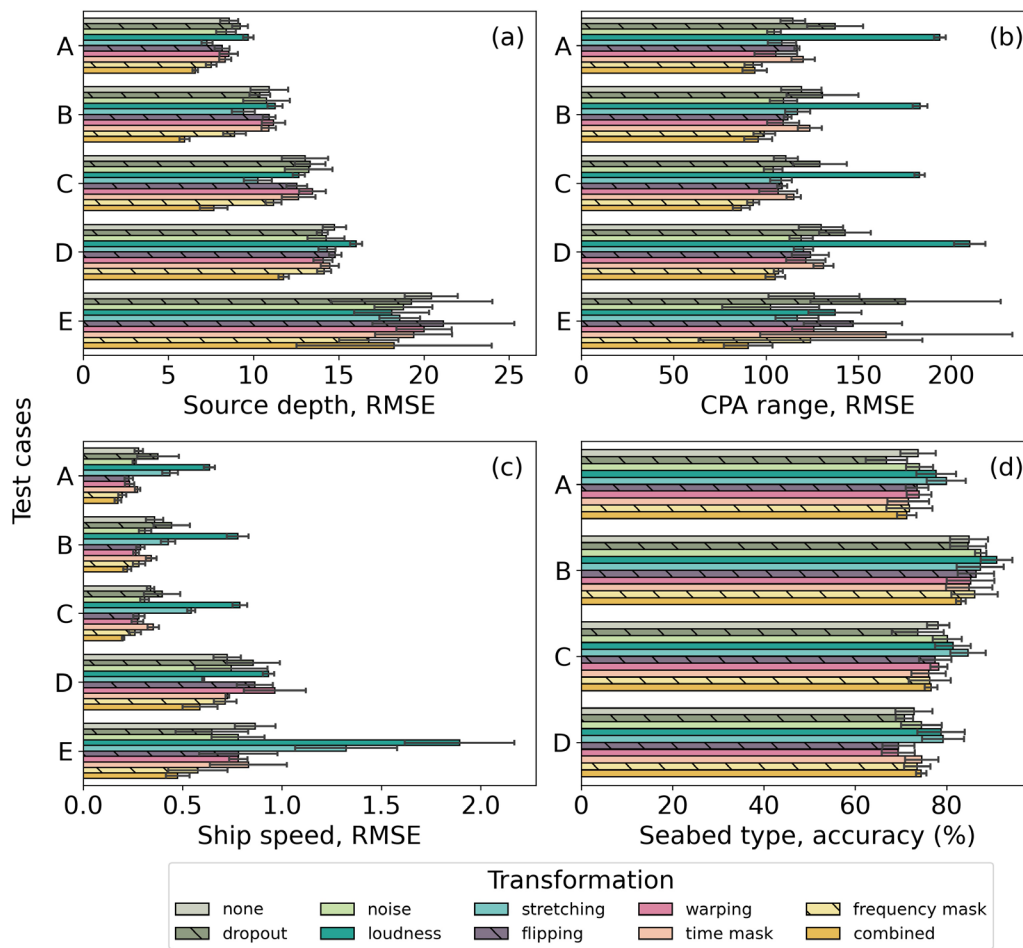 A
B
C
D
E
(a)
0 5 10 15 20 25
Source depth, RMSE
A
B
C
D
E
(b)
0 50 100 150 200
CPA range, RMSE
Test cases
A
B
C
D
E
(c)
0.0 0.5 1.0 1.5 2.0
Ship speed, RMSE
A
B
C
D
(d)
0 20 40 60 80
Seabed type, accuracy (%)
Transformation
none noise stretching warping frequency mask
dropout loudness flipping time mask combined